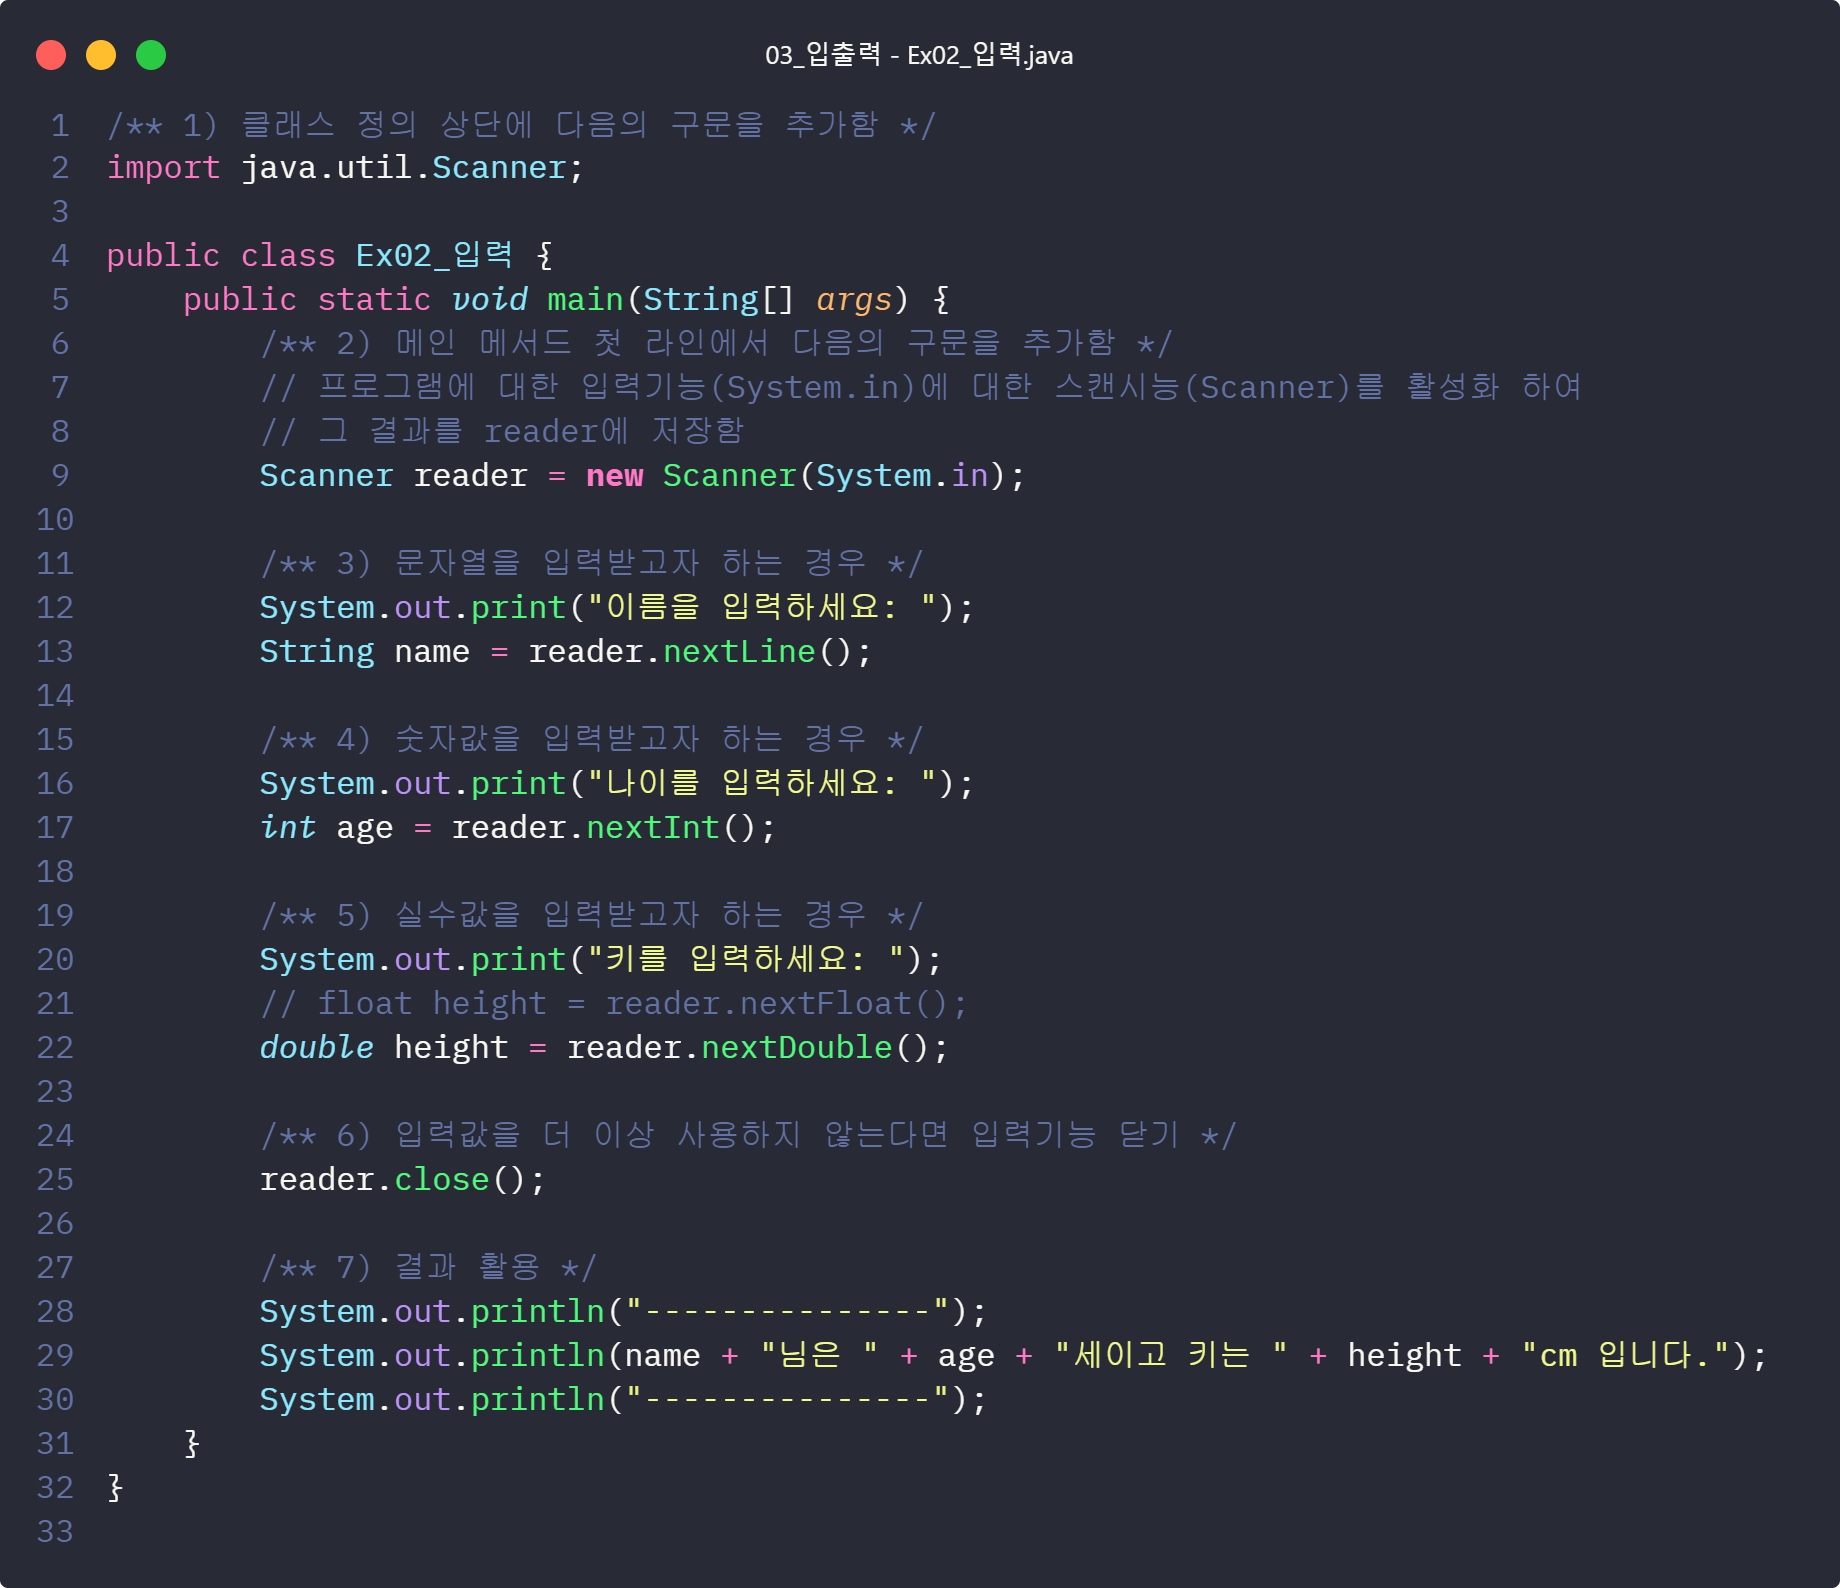 03_입출력 - Ex02_입력.java
1 /** 1) 클래스 정의 상단에 다음의 구문을 추가함 */
2 import java.util.Scanner;
3
4 public class Ex02_입력 {
5     public static void main(String[] args) {
6         /** 2) 메인 메서드 첫 라인에서 다음의 구문을 추가함 */
7         // 프로그램에 대한 입력기능(System.in)에 대한 스캔시능(Scanner)를 활성화 하여
8         // 그 결과를 reader에 저장함
9         Scanner reader = new Scanner(System.in);
10
11         /** 3) 문자열을 입력받고자 하는 경우 */
12         System.out.print("이름을 입력하세요: ");
13         String name = reader.nextLine();
14
15         /** 4) 숫자값을 입력받고자 하는 경우 */
16         System.out.print("나이를 입력하세요: ");
17         int age = reader.nextInt();
18
19         /** 5) 실수값을 입력받고자 하는 경우 */
20         System.out.print("키를 입력하세요: ");
21         // float height = reader.nextFloat();
22         double height = reader.nextDouble();
23
24         /** 6) 입력값을 더 이상 사용하지 않는다면 입력기능 닫기 */
25         reader.close();
26
27         /** 7) 결과 활용 */
28         System.out.println("---------------");
29         System.out.println(name + "님은 " + age + "세이고 키는 " + height + "cm 입니다.");
30         System.out.println("---------------");
31     }
32 }
33